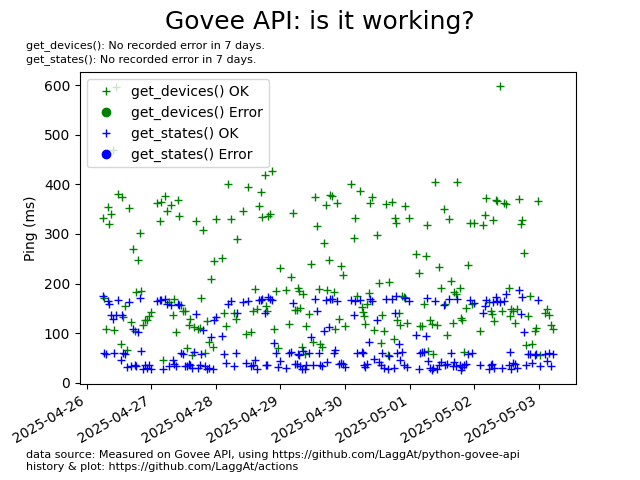 Govee API: is it working?
get_devices(): No recorded error in 7 days.
get_states(): No recorded error in 7 days.
get_devices() OK
get_devices() Error
get_states() OK
get_states() Error
Ping (ms)
600
500
400
300
200
100
0
2025-04-26
2025-04-27
2025-04-28
2025-04-29
2025-04-30
2025-05-01
2025-05-02
2025-05-03
data source: Measured on Govee API, using https://github.com/LaggAt/python-govee-api
history & plot: https://github.com/LaggAt/actions